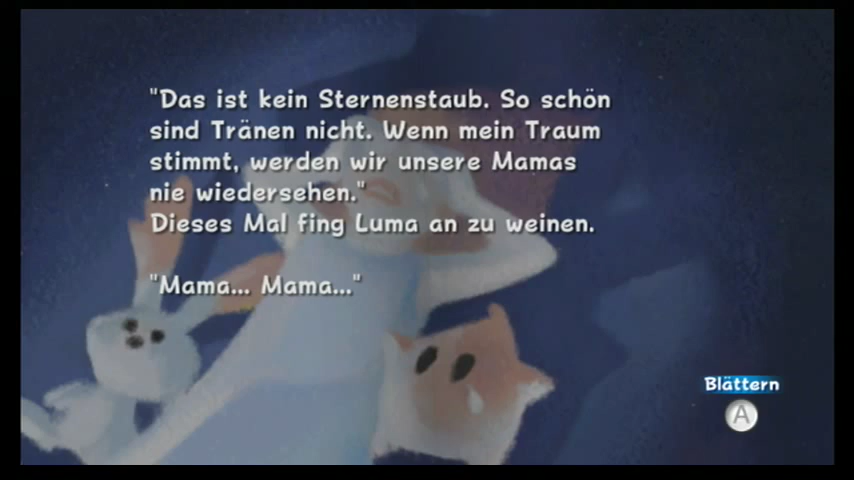 "Das ist kein Sternenstaub. So schön
sind Tränen nicht. Wenn mein Traum
stimmt, werden wir unsere Mamas
nie wiedersehen."
Dieses Mal fing Luma an zu weinen.
"Mama... Mama..."
Blättern
A